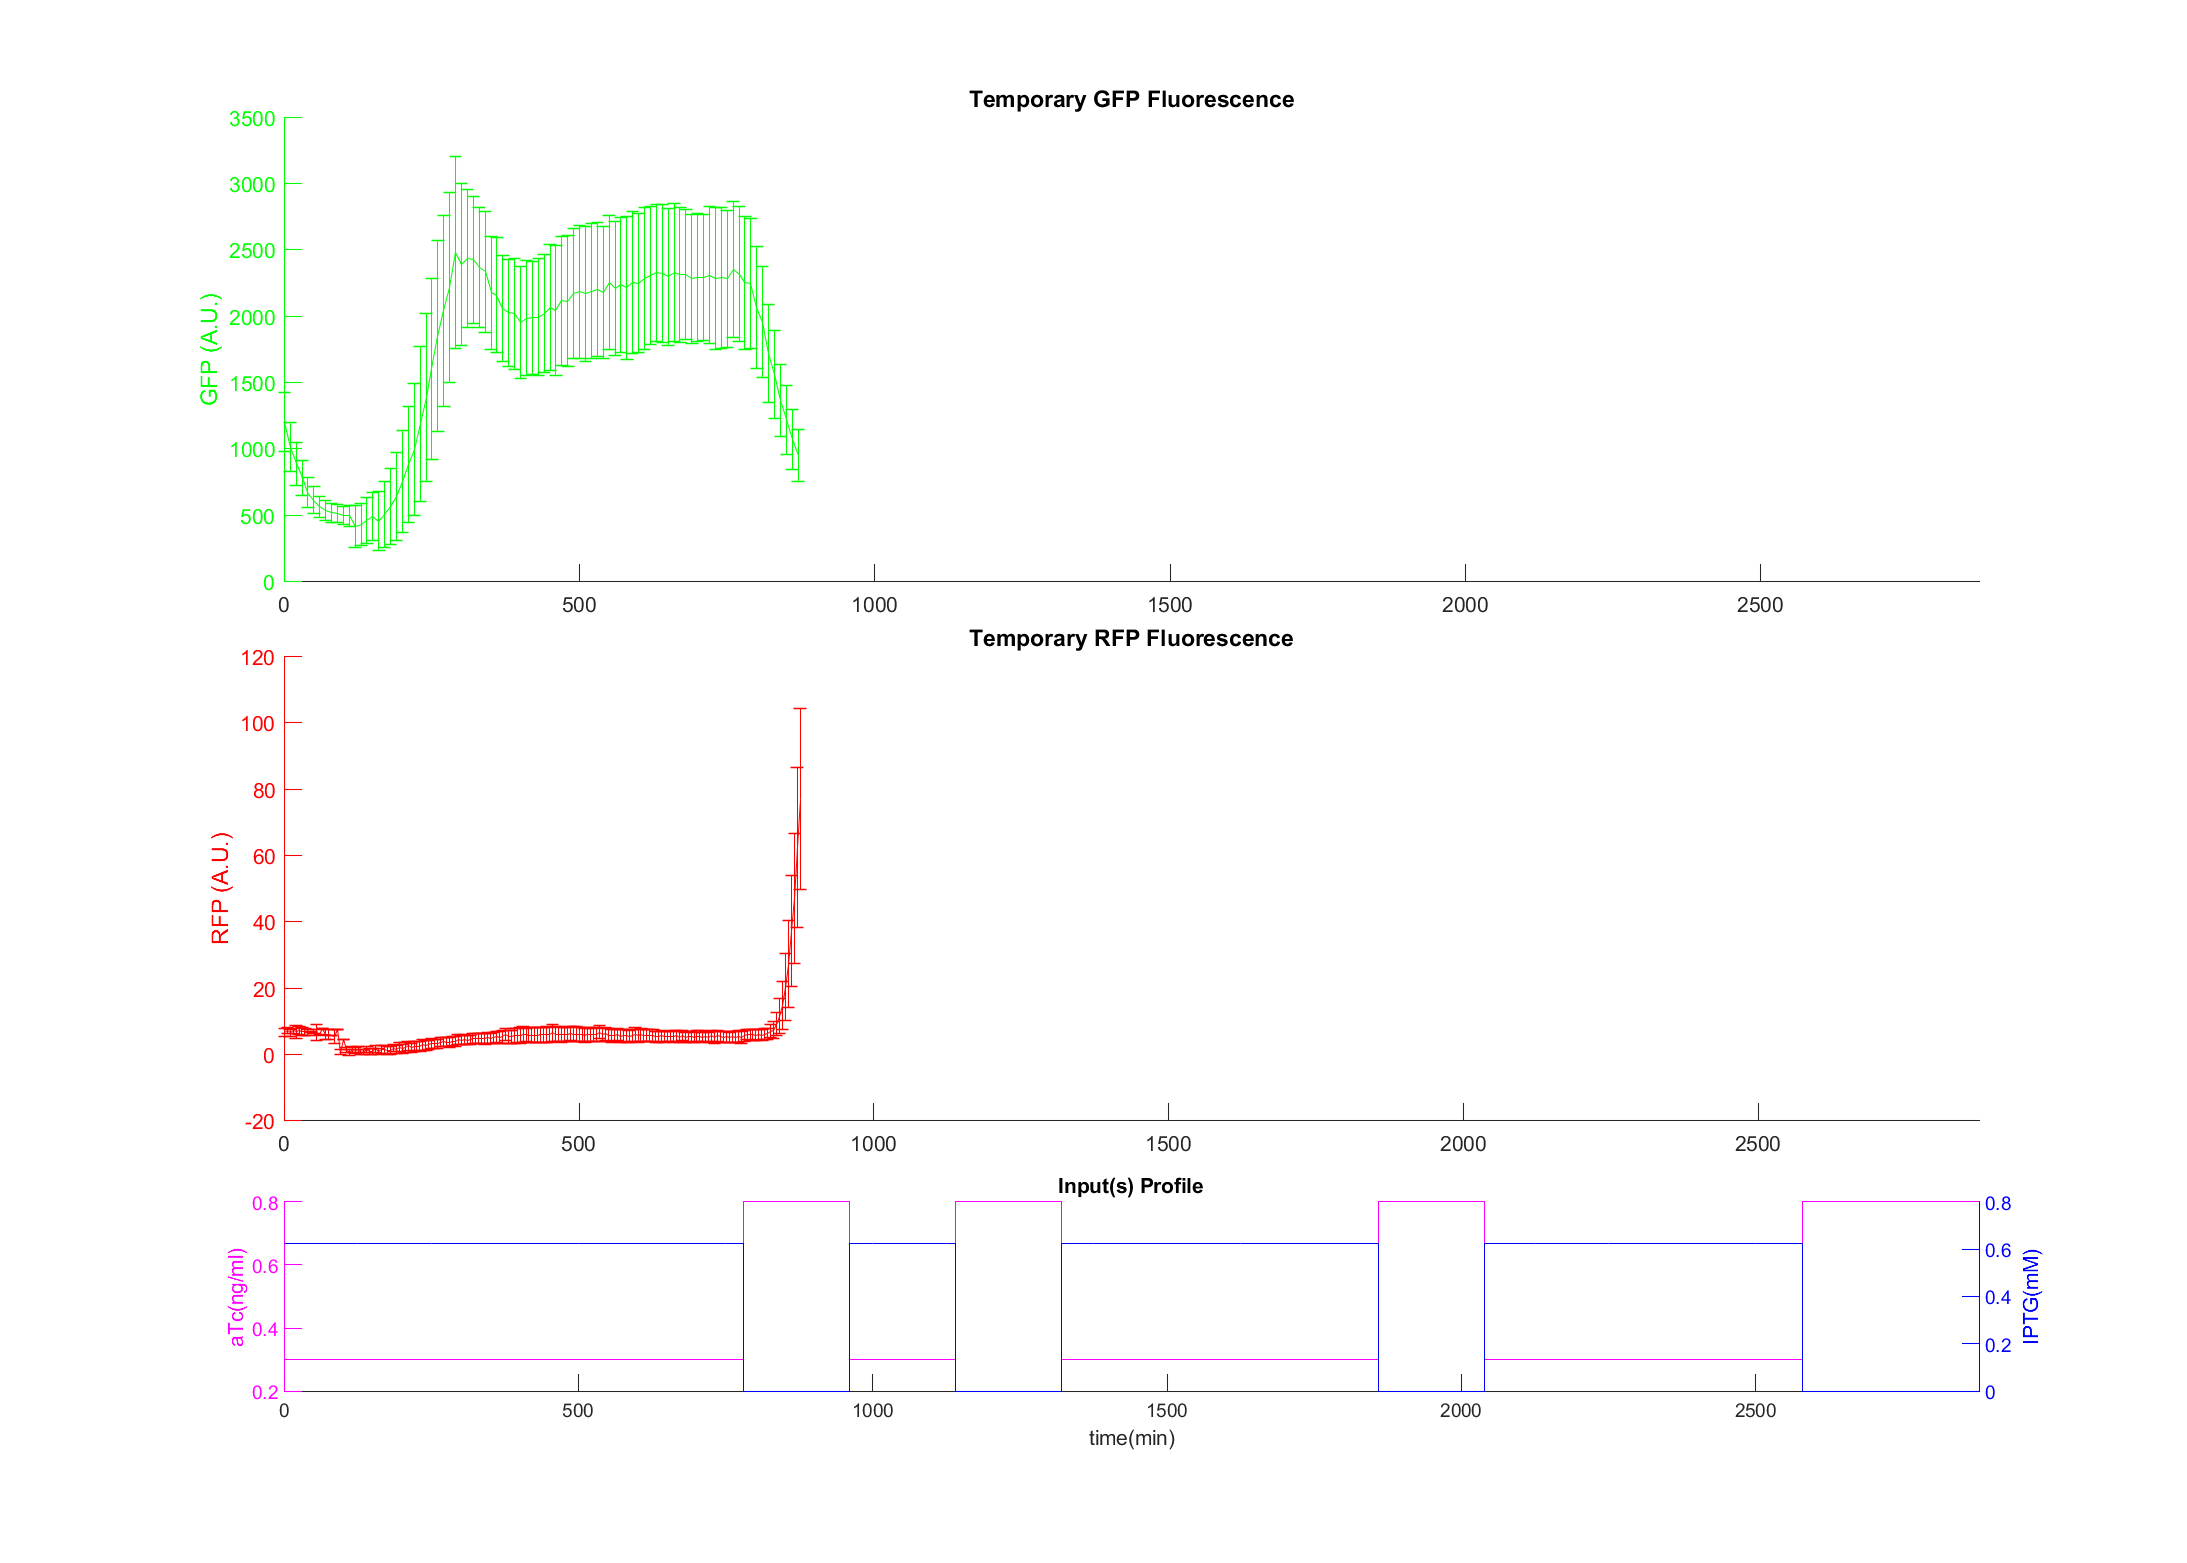 Temporary GFP Fluorescence
GFP (A.U.)
3500
3000
2500
2000
1500
1000
500
0
0 500 1000 1500 2000 2500
Temporary RFP Fluorescence
RFP (A.U.)
120
100
80
60
40
20
0
-20
0 500 1000 1500 2000 2500
Input(s) Profile
aTc(ng/ml)
0.8
0.6
0.4
0.2
0.8
0.6
0.4
0.2
0
IPTG(mM)
0 500 1000 1500 2000 2500
time(min)